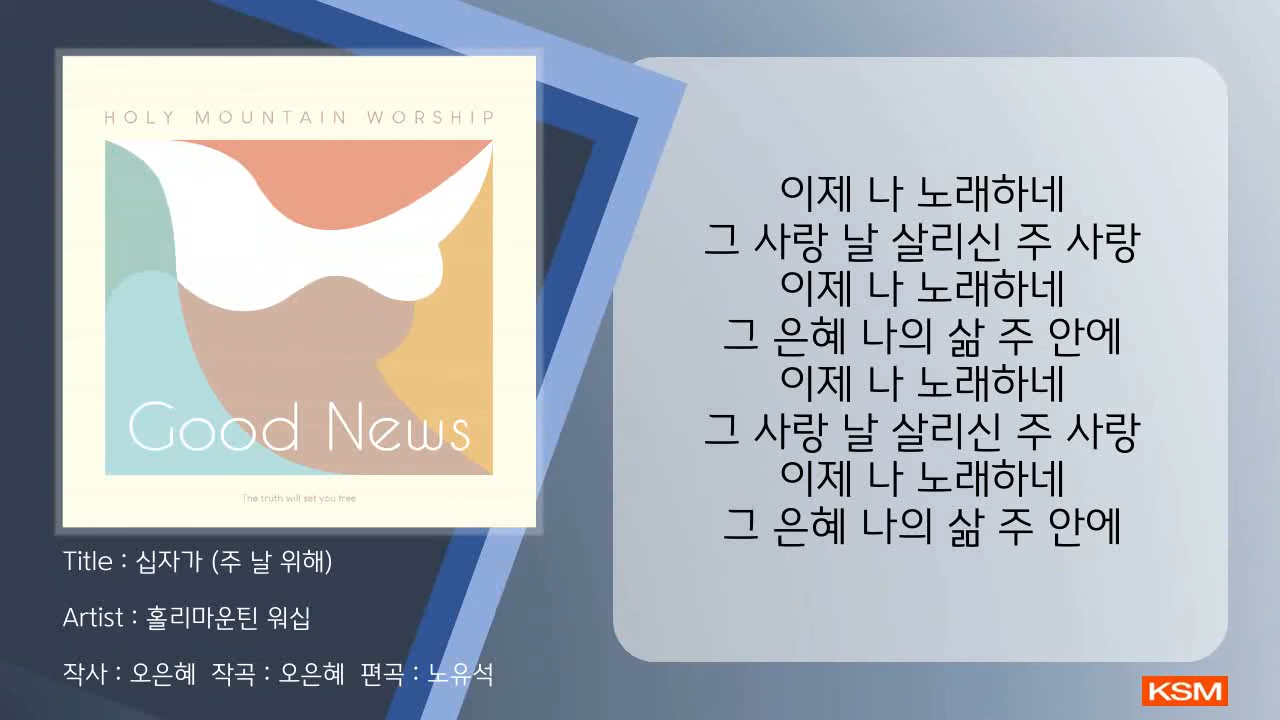 HOLY MOUNTAIN WORSHIP
Good News
The truth will set you free
Title : 십자가 (주 날 위해)
Artist : 홀리마운틴 워십
작사 : 오은혜 작곡 : 오은혜 편곡 : 노유석
이제 나 노래하네
그 사랑 날 살리신 주 사랑
이제 나 노래하네
그 은혜 나의 삶 주 안에
이제 나 노래하네
그 사랑 날 살리신 주 사랑
이제 나 노래하네
그 은혜 나의 삶 주 안에
KSM